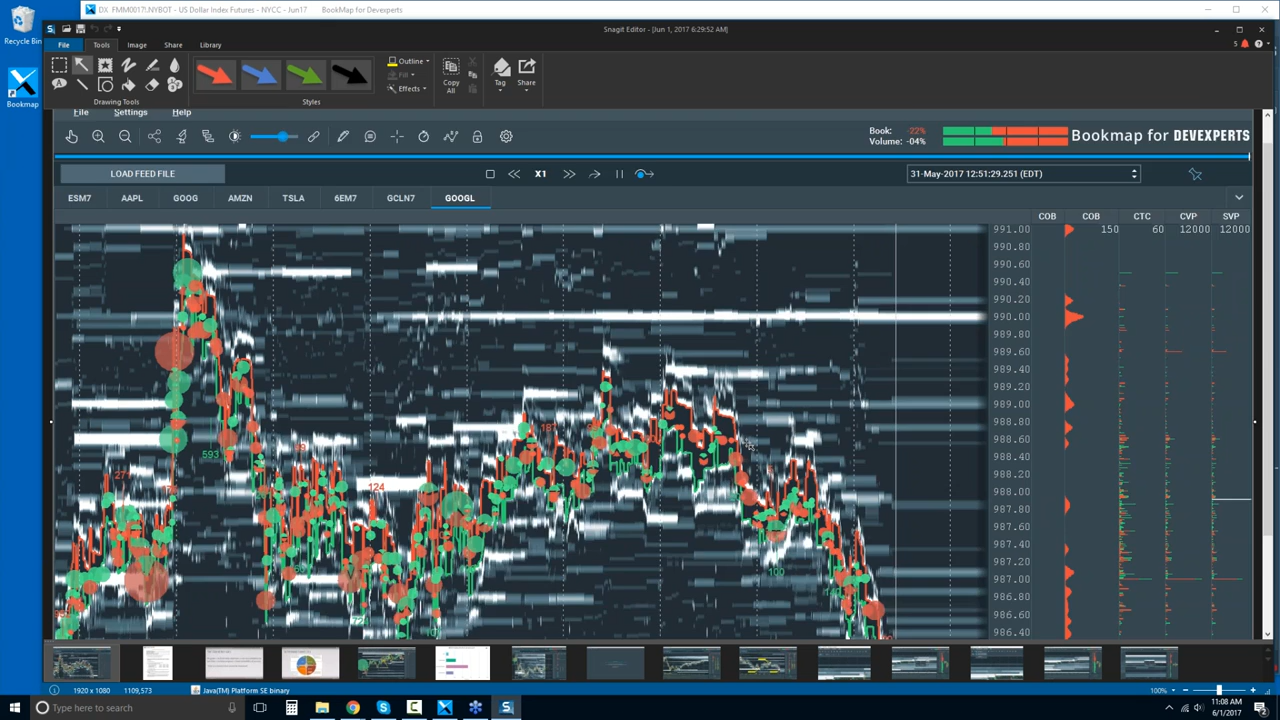 DX FMM0017!.NYBOT - US Dollar Index Futures - NYCC - Jun17
BookMap for Devexperts
Recycle Bin
Bookmap
Snagit Editor - [Jun 1, 2017 6:29:52 AM]
File
Tools
Image
Share
Library
5
Outline
Fill
Effects
Copy
All
Tag
Share
Drawing Tools
Styles
File
Settings
Help
Book: -22%
Volume: -04%
Bookmap for DEVEXPERTS
LOAD FEED FILE
X1
31-May-2017 12:51:29.251 (EDT)
ESM7
AAPL
GOOG
AMZN
TSLA
6EM7
GCLN7
GOOGL
COB
COB
CTC
CVP
SVP
991.00
150
60
12000
12000
990.80
990.60
990.40
990.20
990.00
989.80
989.60
989.40
989.20
989.00
988.80
988.60
988.40
988.20
988.00
987.80
987.60
987.40
987.20
987.00
986.80
986.60
986.40
593
124
100
1920 x 1080
1109,573
Java(TM) Platform SE binary
100%
Type here to search
11:08 AM
6/1/2017
2